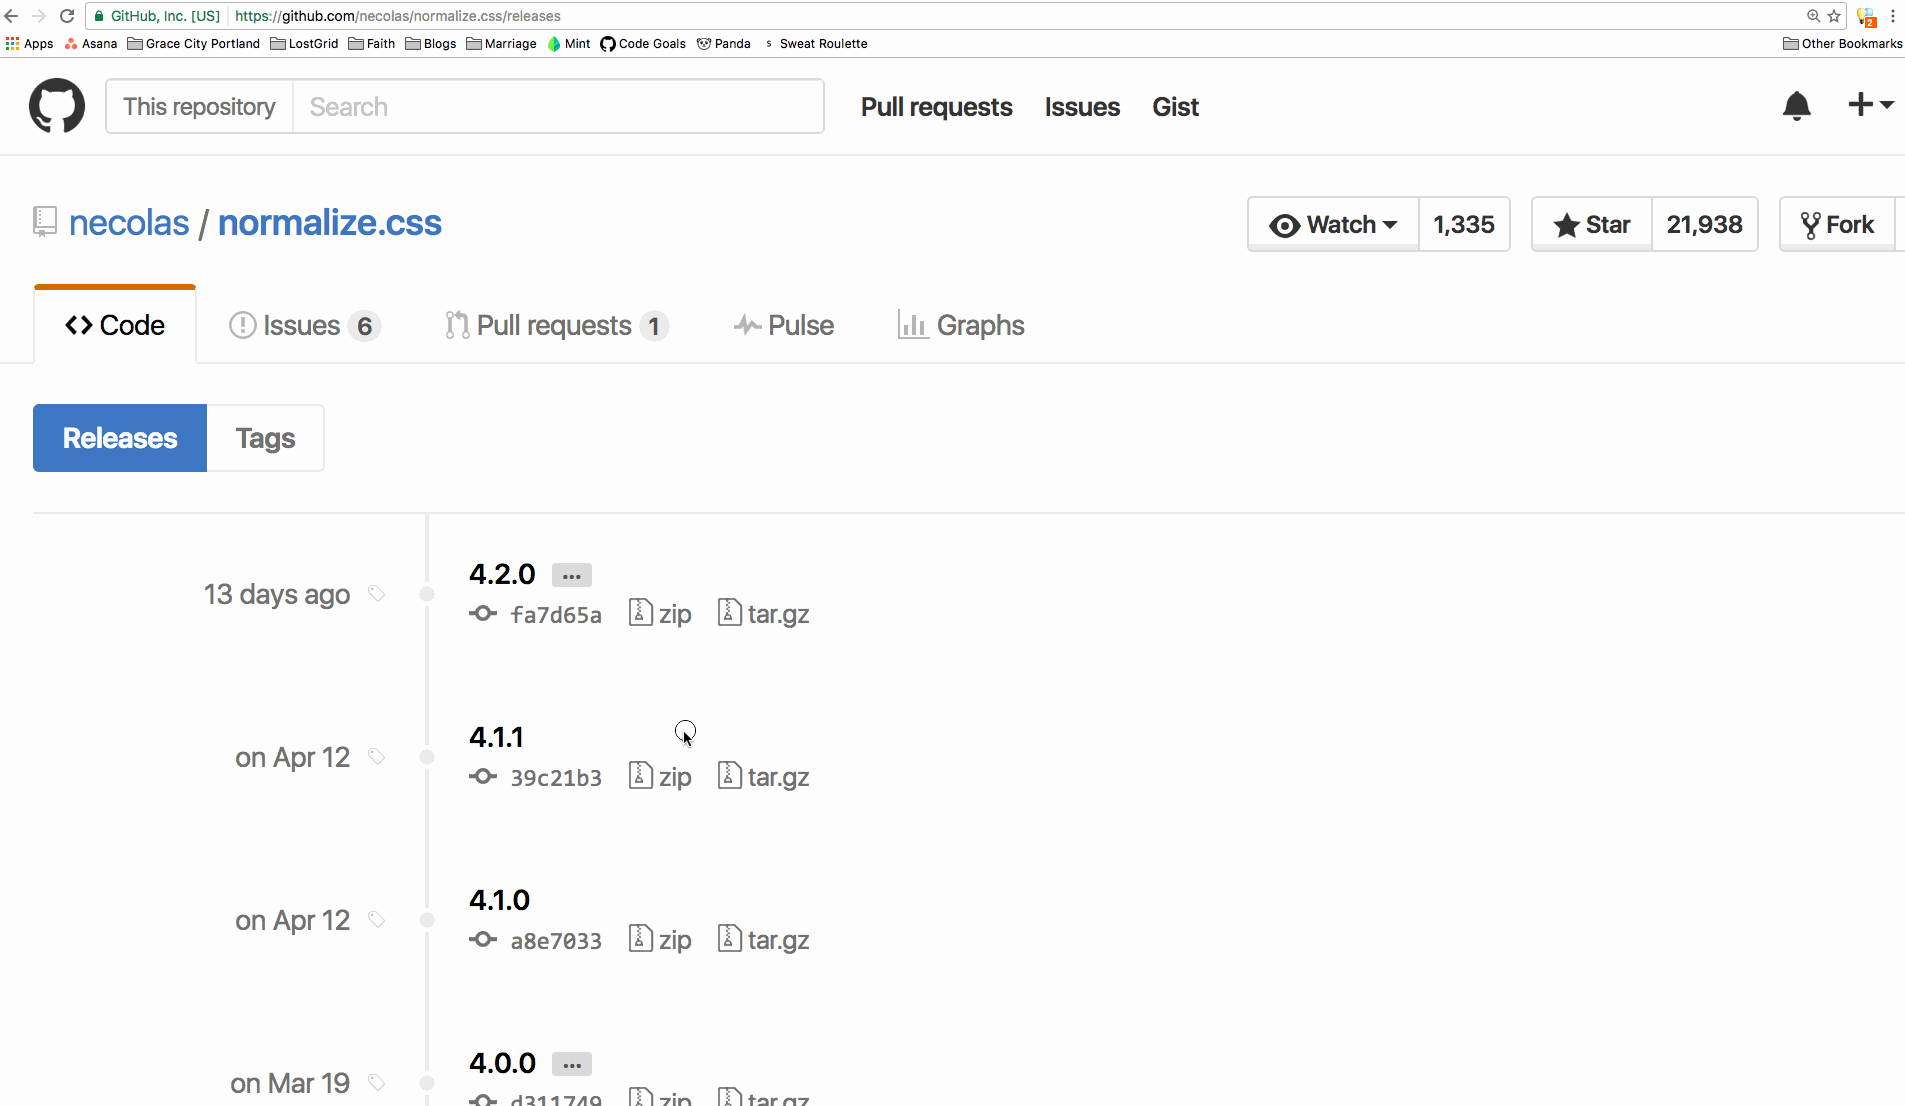 GitHub, Inc. [US] https://github.com/necolas/normalize.css/releases 2
Apps Asana Grace City Portland LostGrid Faith Blogs Marriage Mint Code Goals Panda S Sweat Roulette Other Bookmarks
This repository Search Pull requests Issues Gist
necolas / normalize.css Watch 1,335 Star 21,938 Fork
Code Issues 6 Pull requests 1 Pulse Graphs
Releases Tags
4.2.0 ...
13 days ago
fa7d65a zip tar.gz
4.1.1
on Apr 12
39c21b3 zip tar.gz
4.1.0
on Apr 12
a8e7033 zip tar.gz
4.0.0 ...
on Mar 19
d311749 zip tar.gz